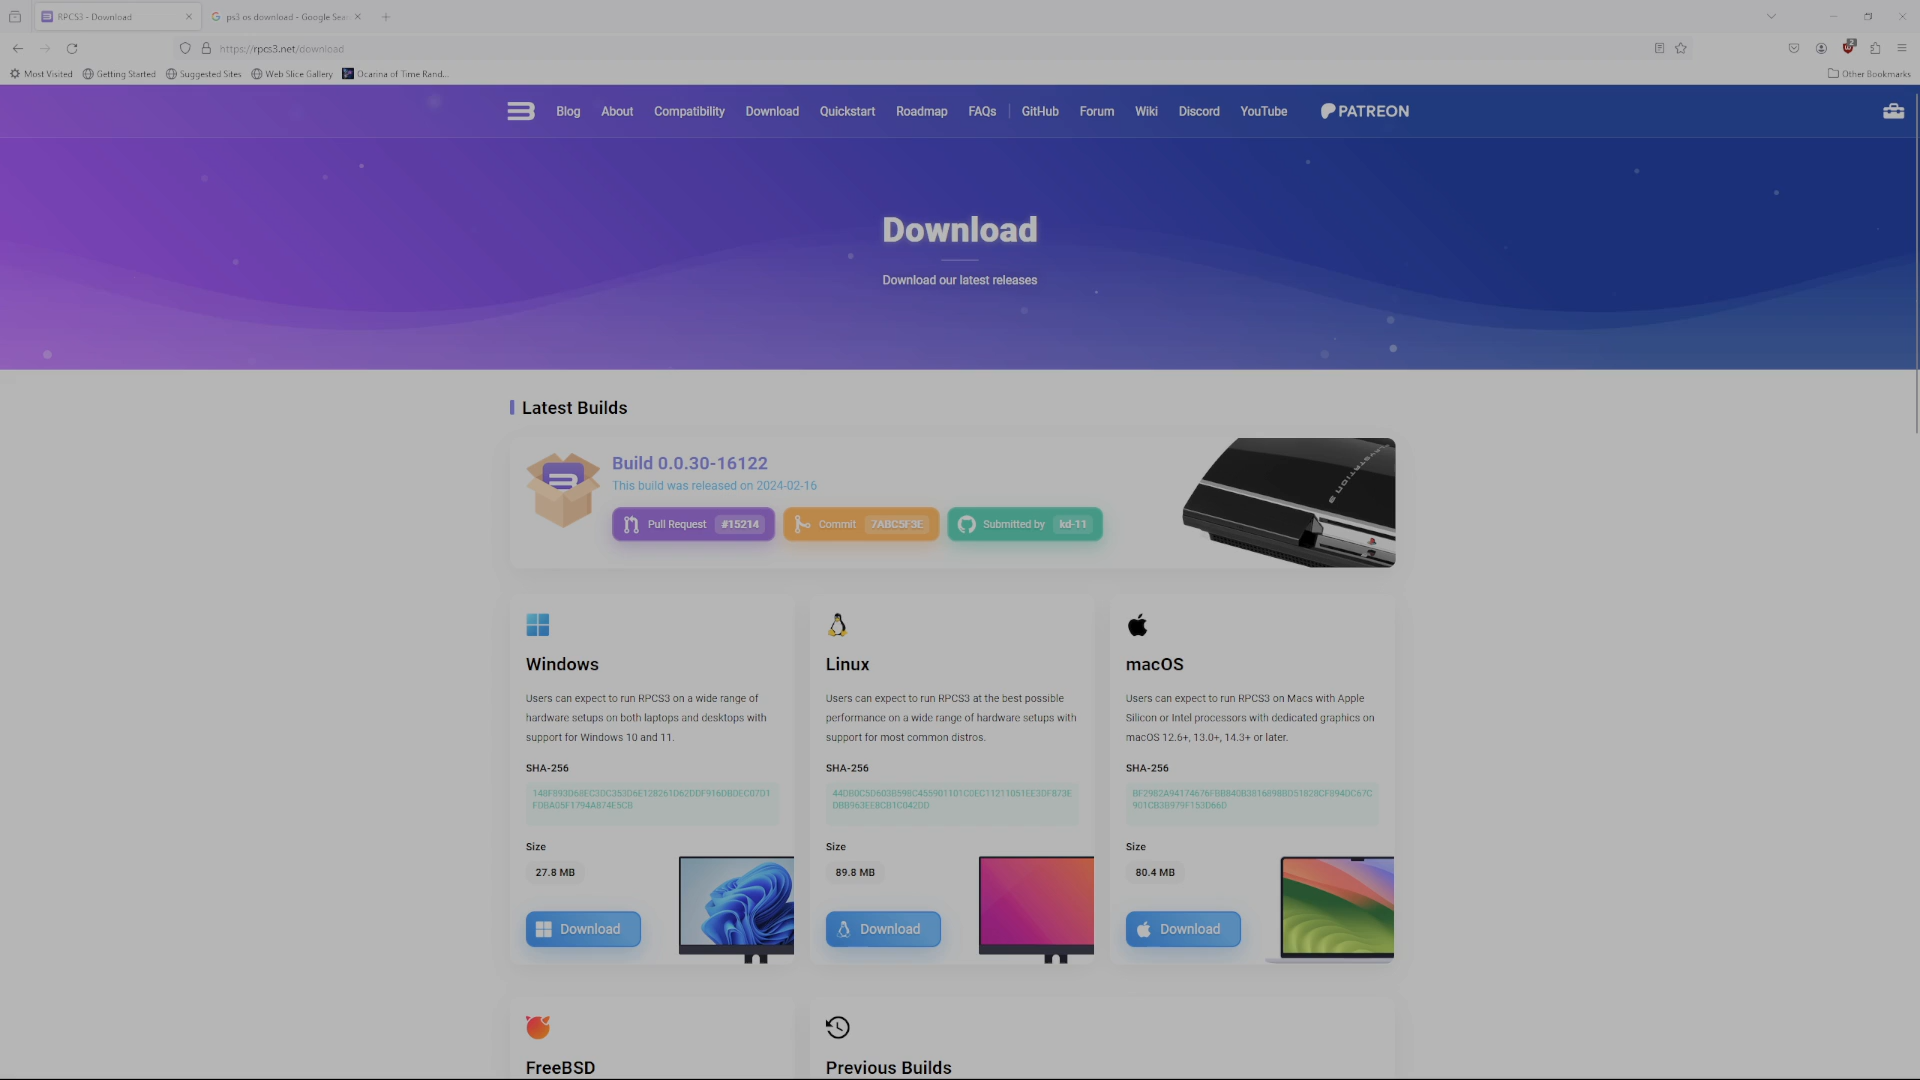 RPCS3 - Download
ps3 os download - Google Sea
https://rpcs3.net/download
2
Most Visited
Getting Started
Suggested Sites
Web Slice Gallery
Ocarina of Time Rand...
Other Bookmarks
Blog
About
Compatibility
Download
Quickstart
Roadmap
FAQs
GitHub
Forum
Wiki
Discord
YouTube
PATREON
Download
Download our latest releases
Latest Builds
Build 0.0.30-16122
This build was released on 2024-02-16
Pull Request #15214
Commit 7ABC5F3E
Submitted by kd-11
Windows
Users can expect to run RPCS3 on a wide range of
hardware setups on both laptops and desktops with
support for Windows 10 and 11.
SHA-256
Size
27.8 MB
Download
Linux
Users can expect to run RPCS3 at the best possible
performance on a wide range of hardware setups with
support for most common distros.
SHA-256
Size
89.8 MB
Download
macOS
Users can expect to run RPCS3 on Macs with Apple
Silicon or Intel processors with dedicated graphics on
macOS 12.6+, 13.0+, 14.3+ or later.
SHA-256
Size
80.4 MB
Download
FreeBSD
Previous Builds